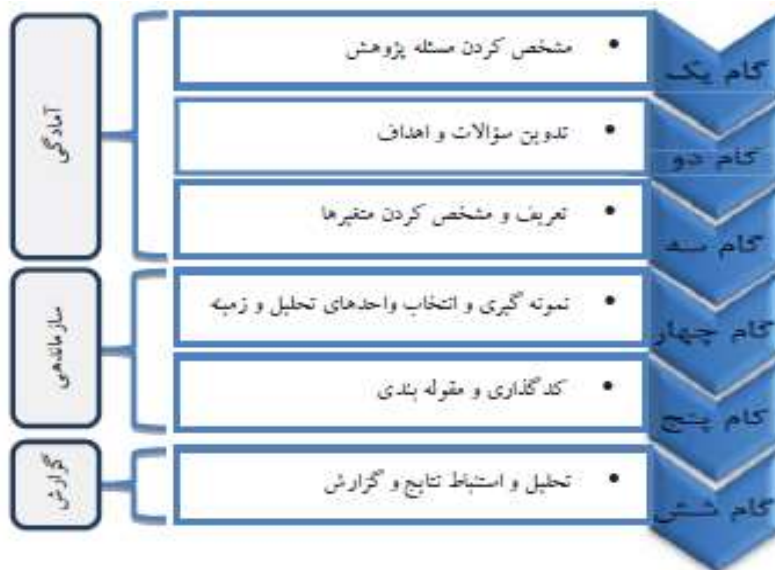 گام یک
• مشخص کردن مسئله پژوهش
گام دو
• تدوین سؤالات و اهداف
گام سه
• تعریف و مشخص کردن متغیرها
آمادگی
گام چهار
• نمونه گیری و انتخاب واحدهای تحلیل و زمینه
گام پنج
• کدگذاری و مقوله بندی
سازماندهی
گام شش
• تحلیل و استنباط نتایج و گزارش
گزارش